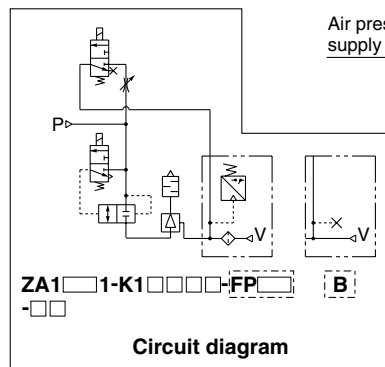 Air pres
supply
P
V
V
ZA1□1-K1□□□□-FP□ B
-□□
Circuit diagram